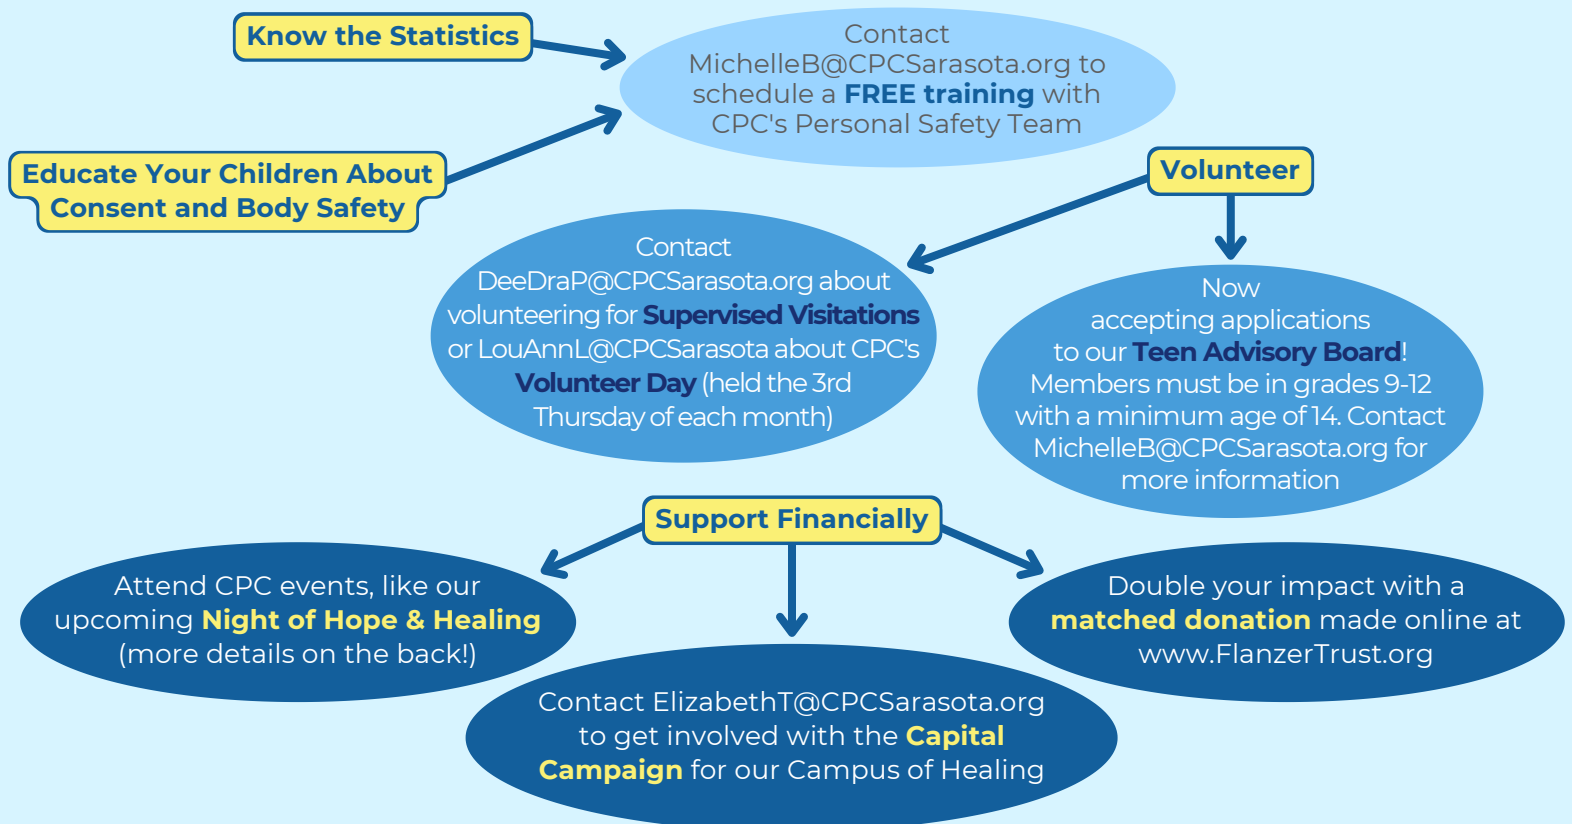 Know the Statistics
Contact
MichelleB@CPCSarasota.org to
schedule a FREE training with
CPC's Personal Safety Team
Educate Your Children About
Consent and Body Safety
Volunteer
Contact
DeeDraP@CPCSarasota.org about
volunteering for Supervised Visitations
or LouAnnL@CPCSarasota about CPC's
Volunteer Day (held the 3rd
Thursday of each month)
Now
accepting applications
to our Teen Advisory Board!
Members must be in grades 9-12
with a minimum age of 14. Contact
MichelleB@CPCSarasota.org for
more information
Support Financially
Attend CPC events, like our
upcoming Night of Hope & Healing
(more details on the back!)
Contact ElizabethT@CPCSarasota.org
to get involved with the Capital
Campaign for our Campus of Healing
Double your impact with a
matched donation made online at
www.FlanzerTrust.org